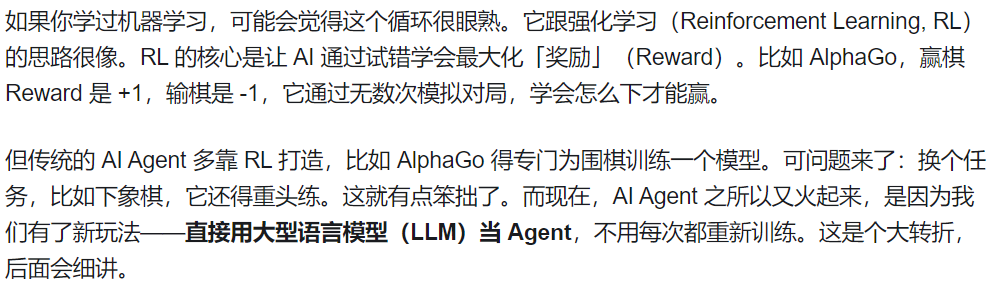 如果你学过机器学习，可能会觉得这个循环很眼熟。它跟强化学习（Reinforcement Learning, RL）
的思路很像。RL 的核心是让 AI 通过试错学会最大化「奖励」（Reward）。比如 AlphaGo，赢棋
Reward 是 +1，输棋是 -1，它通过无数次模拟对局，学会怎么下才能赢。
但传统的 AI Agent 多靠 RL 打造，比如 AlphaGo 得专门为围棋训练一个模型。可问题来了：换个任
务，比如下象棋，它还得重头练。这就有点笨拙了。而现在，AI Agent 之所以又火起来，是因为我
们有了新玩法——直接用大型语言模型（LLM）当 Agent，不用每次都重新训练。这是个大转折，
后面会细讲。